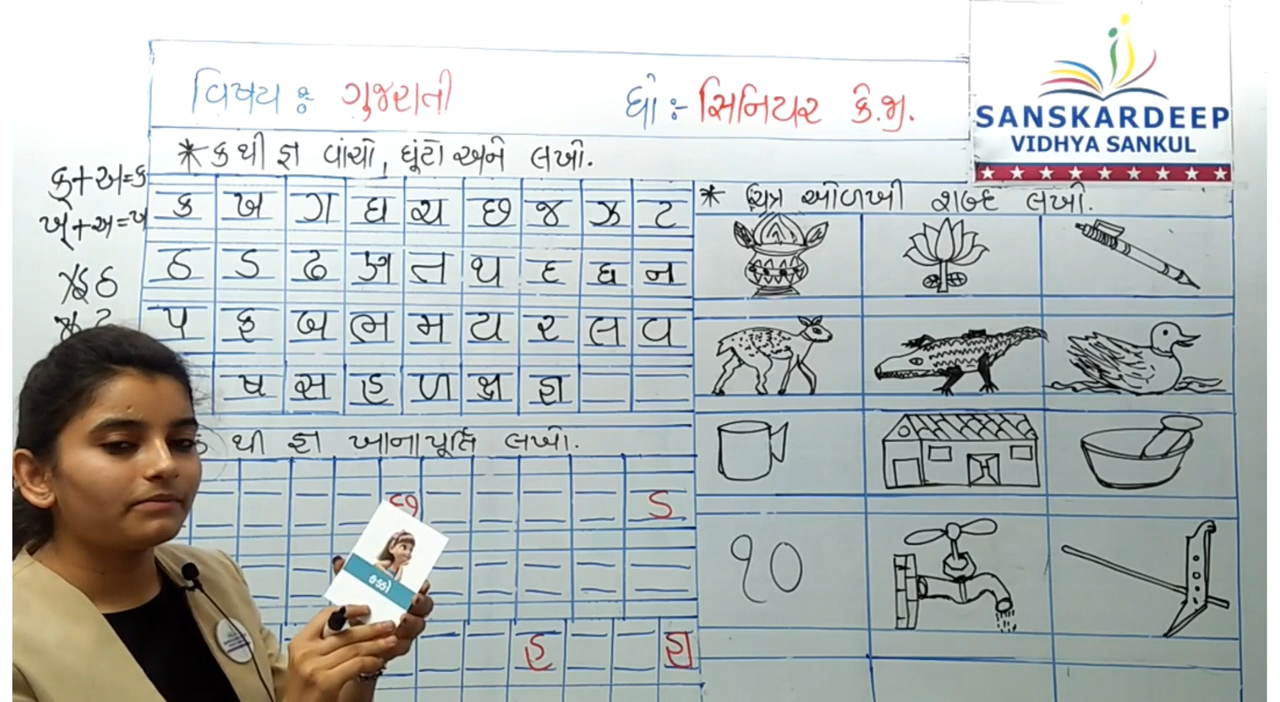 વિષય : ગુજરાતી
ધો :- સિનિયર કે.જી.
SANSKARDEEP
VIDHYA SANKUL
* ક થી જ્ઞ વાંચો, ઘૂંટો અને લખો.
ક્ + અ = ક
ખ્ + અ = ખ
ક ખ ગ ઘ ચ છ જ ઝ ટ
ઠ ડ ઢ ણ ત થ દ ધ ન
પ ફ બ ભ મ ય ર લ વ
ષ સ હ ળ ક્ષ જ્ઞ
થી જ્ઞ ખાનાપૂર્તિ લખો.
છ ડ
હ જ્ઞ
* ચિત્ર ઓળખી શબ્દ લખો.
૧૦